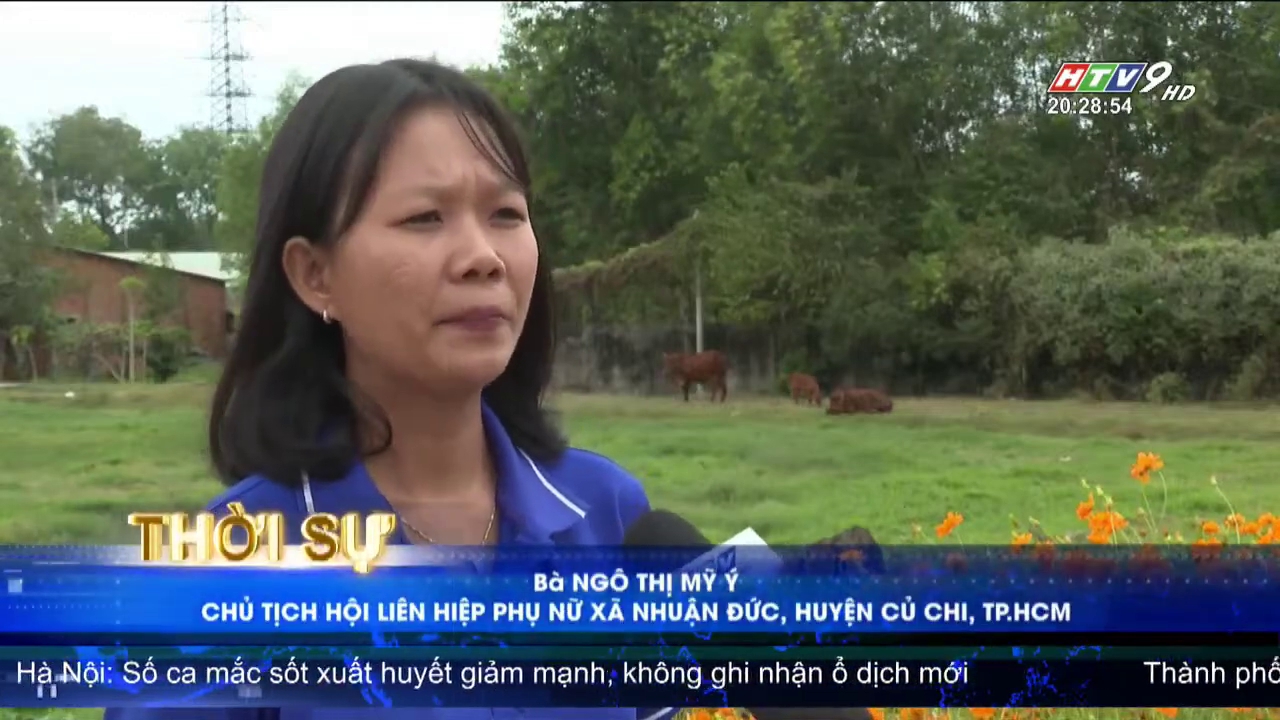 HTV9 HD
20:28:54
THỜI SỰ
Bà NGÔ THỊ MỸ Ý
CHỦ TỊCH HỘI LIÊN HIỆP PHỤ NỮ XÃ NHUẬN ĐỨC, HUYỆN CỦ CHI, TP.HCM
Hà Nội: Số ca mắc sốt xuất huyết giảm mạnh, không ghi nhận ổ dịch mới Thành phố